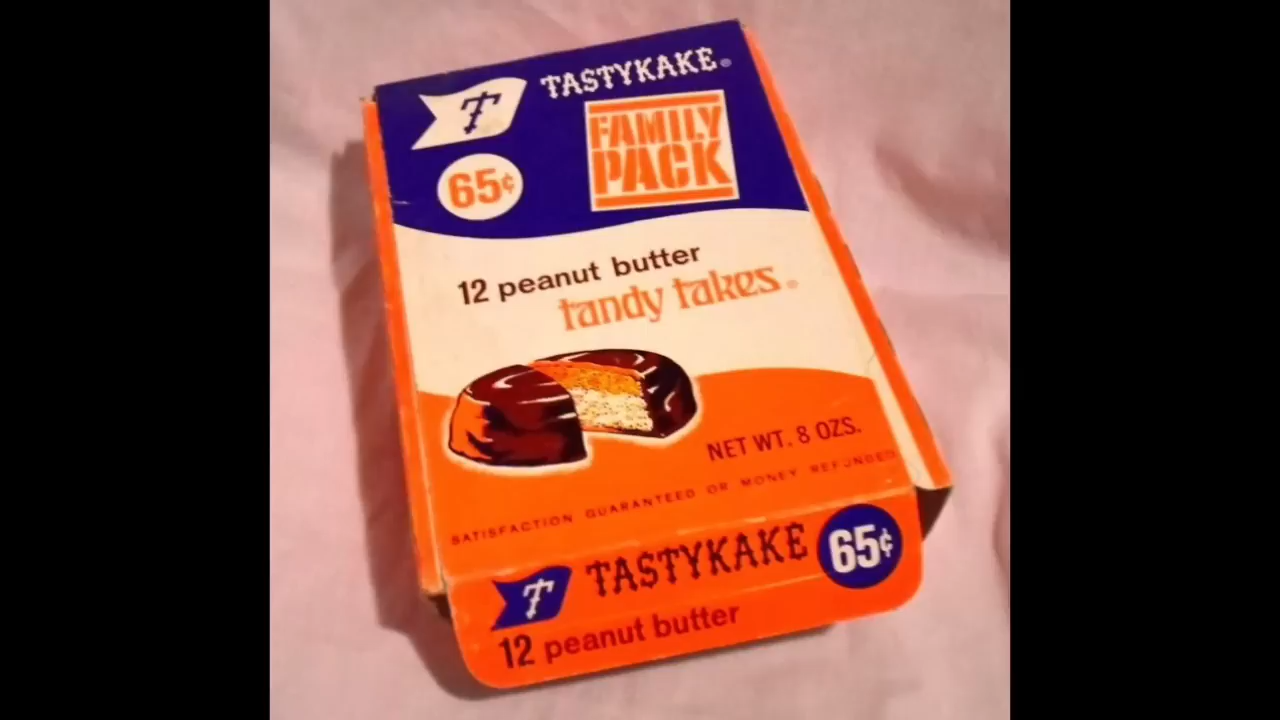 T TASTYKAKE®
65¢
FAMILY
PACK
12 peanut butter
tandy takes®
NET WT. 8 OZS.
SATISFACTION GUARANTEED OR MONEY REFUNDED
T TASTYKAKE 65¢
12 peanut butter